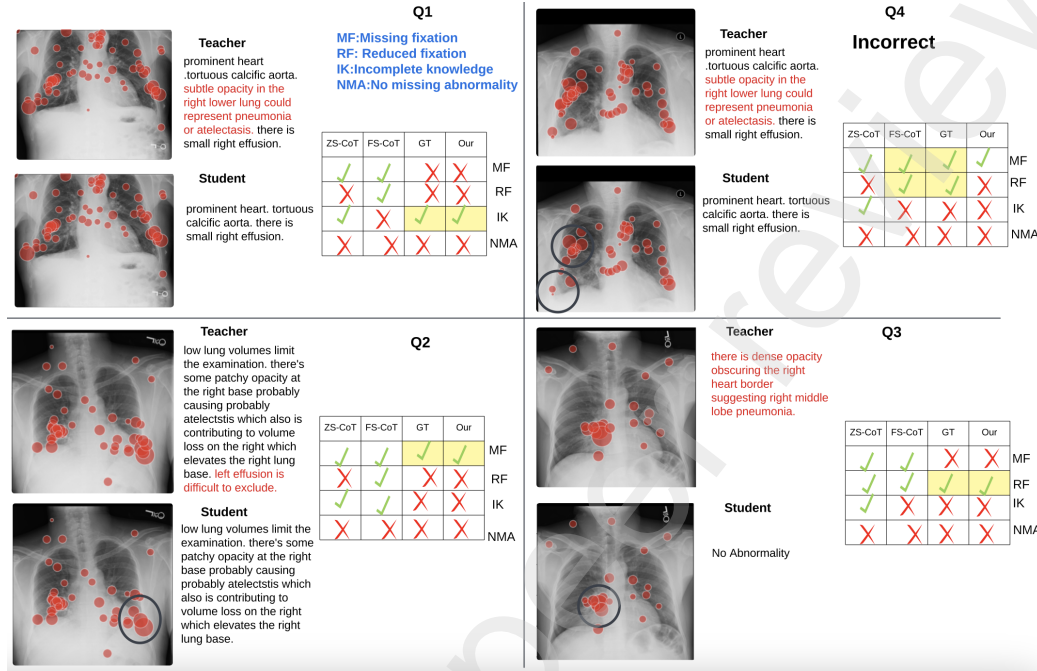 Q1
Teacher
prominent heart
.tortuous calcific aorta.
subtle opacity in the
right lower lung could
represent pneumonia
or atelectasis. there is
small right effusion.
MF:Missing fixation
RF: Reduced fixation
IK:Incomplete knowledge
NMA:No missing abnormality
Student
prominent heart. tortuous
calcific aorta. there is
small right effusion.
ZS-CoT FS-CoT GT Our
MF
RF
IK
NMA
Q4
Incorrect
Teacher
prominent heart
.tortuous calcific aorta.
subtle opacity in the
right lower lung could
represent pneumonia
or atelectasis. there is
small right effusion.
Student
prominent heart. tortuous
calcific aorta. there is
small right effusion.
ZS-CoT FS-CoT GT Our
MF
RF
IK
NMA
Q2
Teacher
low lung volumes limit
the examination. there's
some patchy opacity at
the right base probably
causing probably
atelectstis which also is
contributing to volume
loss on the right which
elevates the right lung
base. left effusion is
difficult to exclude.
Student
low lung volumes limit the
examination. there's some
patchy opacity at the right
base probably causing
probably atelectstis which
also is contributing to
volume loss on the right
which elevates the right
lung base.
ZS-CoT FS-CoT GT Our
MF
RF
IK
NMA
Q3
Teacher
there is dense opacity
obscuring the right
heart border
suggesting right middle
lobe pneumonia.
Student
No Abnormality
ZS-CoT FS-CoT GT Our
MF
RF
IK
NMA
review